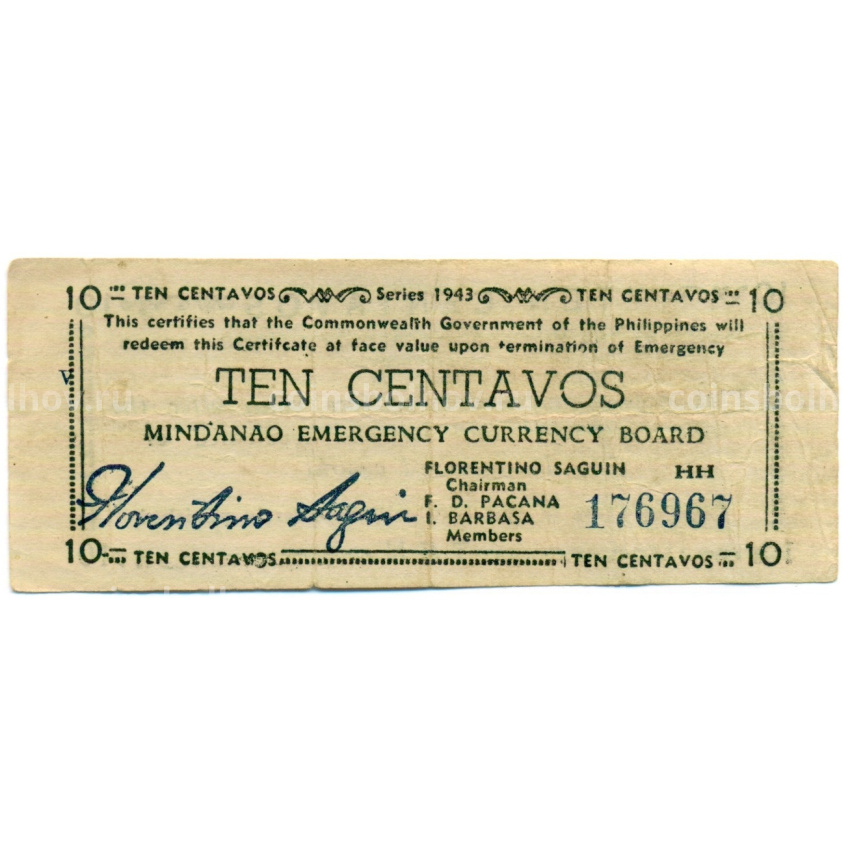 10 TEN CENTAVOS Series 1943 TEN CENTAVOS 10
This certifies that the Commonwealth Government of the Philippines will
redeem this Certifcate at face value upon termination of Emergency
V
TEN CENTAVOS
MINDANAO EMERGENCY CURRENCY BOARD
Florentino Saguin
FLORENTINO SAGUIN HH
Chairman
F. D. PACANA
I. BARBASA
Members
176967
10 TEN CENTAVOS TEN CENTAVOS 10